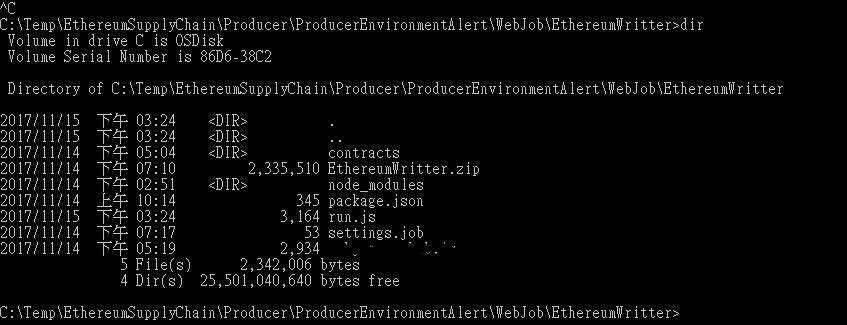 ^C
C:\Temp\EthereumSupplyChain\Producer\ProducerEnvironmentAlert\WebJob\EthereumWritter>dir
 Volume in drive C is OSDisk
 Volume Serial Number is 86D6-38C2

 Directory of C:\Temp\EthereumSupplyChain\Producer\ProducerEnvironmentAlert\WebJob\EthereumWritter

2017/11/15  下午 03:24    <DIR>          .
2017/11/15  下午 03:24    <DIR>          ..
2017/11/14  下午 05:04    <DIR>          contracts
2017/11/14  下午 07:10         2,335,510 EthereumWritter.zip
2017/11/14  下午 02:51    <DIR>          node_modules
2017/11/14  上午 10:14               345 package.json
2017/11/15  下午 03:24             3,164 run.js
2017/11/14  下午 07:17                53 settings.job
2017/11/14  下午 05:19             2,934
               5 File(s)      2,342,006 bytes
               4 Dir(s)  25,501,040,640 bytes free

C:\Temp\EthereumSupplyChain\Producer\ProducerEnvironmentAlert\WebJob\EthereumWritter>